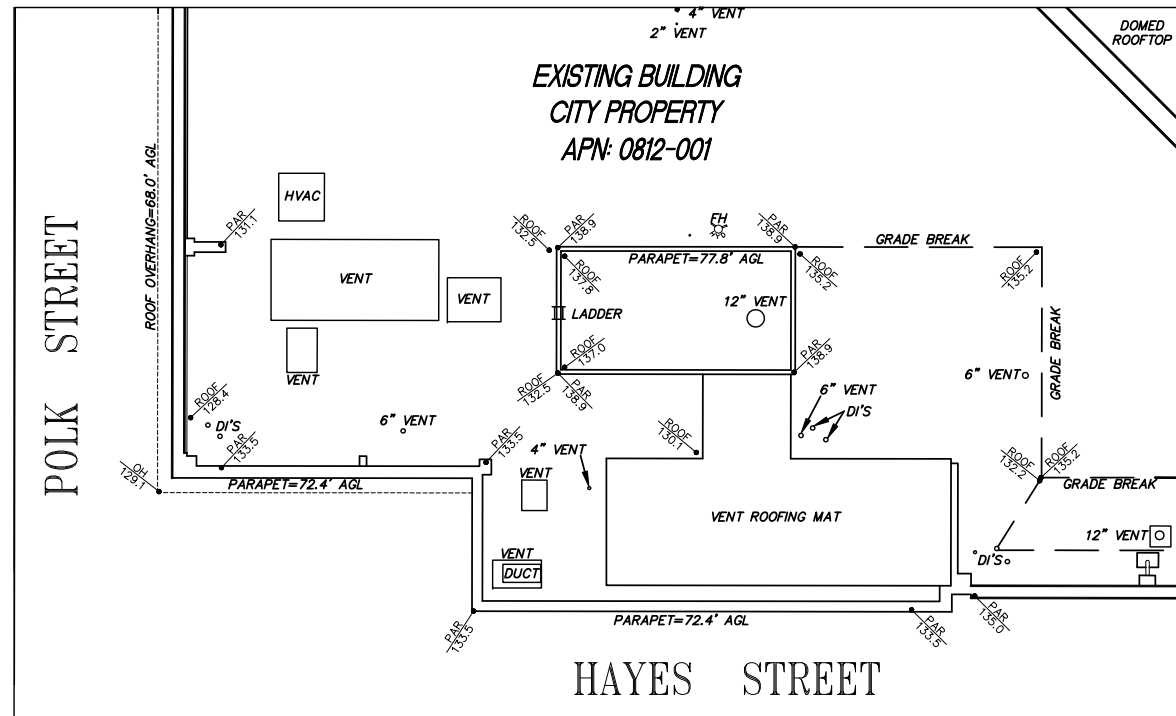 4" VENT
2" VENT
DOMED
ROOFTOP
EXISTING BUILDING
CITY PROPERTY
APN: 0812-001
ROOF OVERHANG=68.0' AGL
POLK STREET
HVAC
PAR
131.1
VENT
VENT
VENT
ROOF
132.5
PAR
138.9
FH
HYD
PAR
138.9
GRADE BREAK
PARAPET=77.8' AGL
ROOF
137.8
ROOF
135.2
ROOF
135.2
12" VENT
LADDER
ROOF
137.0
ROOF
132.5
PAR
138.9
PAR
138.9
GRADE BREAK
6" VENT
ROOF
128.4
DI'S
PAR
133.5
6" VENT
PAR
133.5
4" VENT
ROOF
130.1
6" VENT
DI'S
OH
129.1
PARAPET=72.4' AGL
VENT
VENT ROOFING MAT
ROOF
132.2
ROOF
135.2
GRADE BREAK
12" VENT
DI'S
VENT
DUCT
PAR
133.5
PARAPET=72.4' AGL
PAR
133.5
PAR
135.0
HAYES STREET